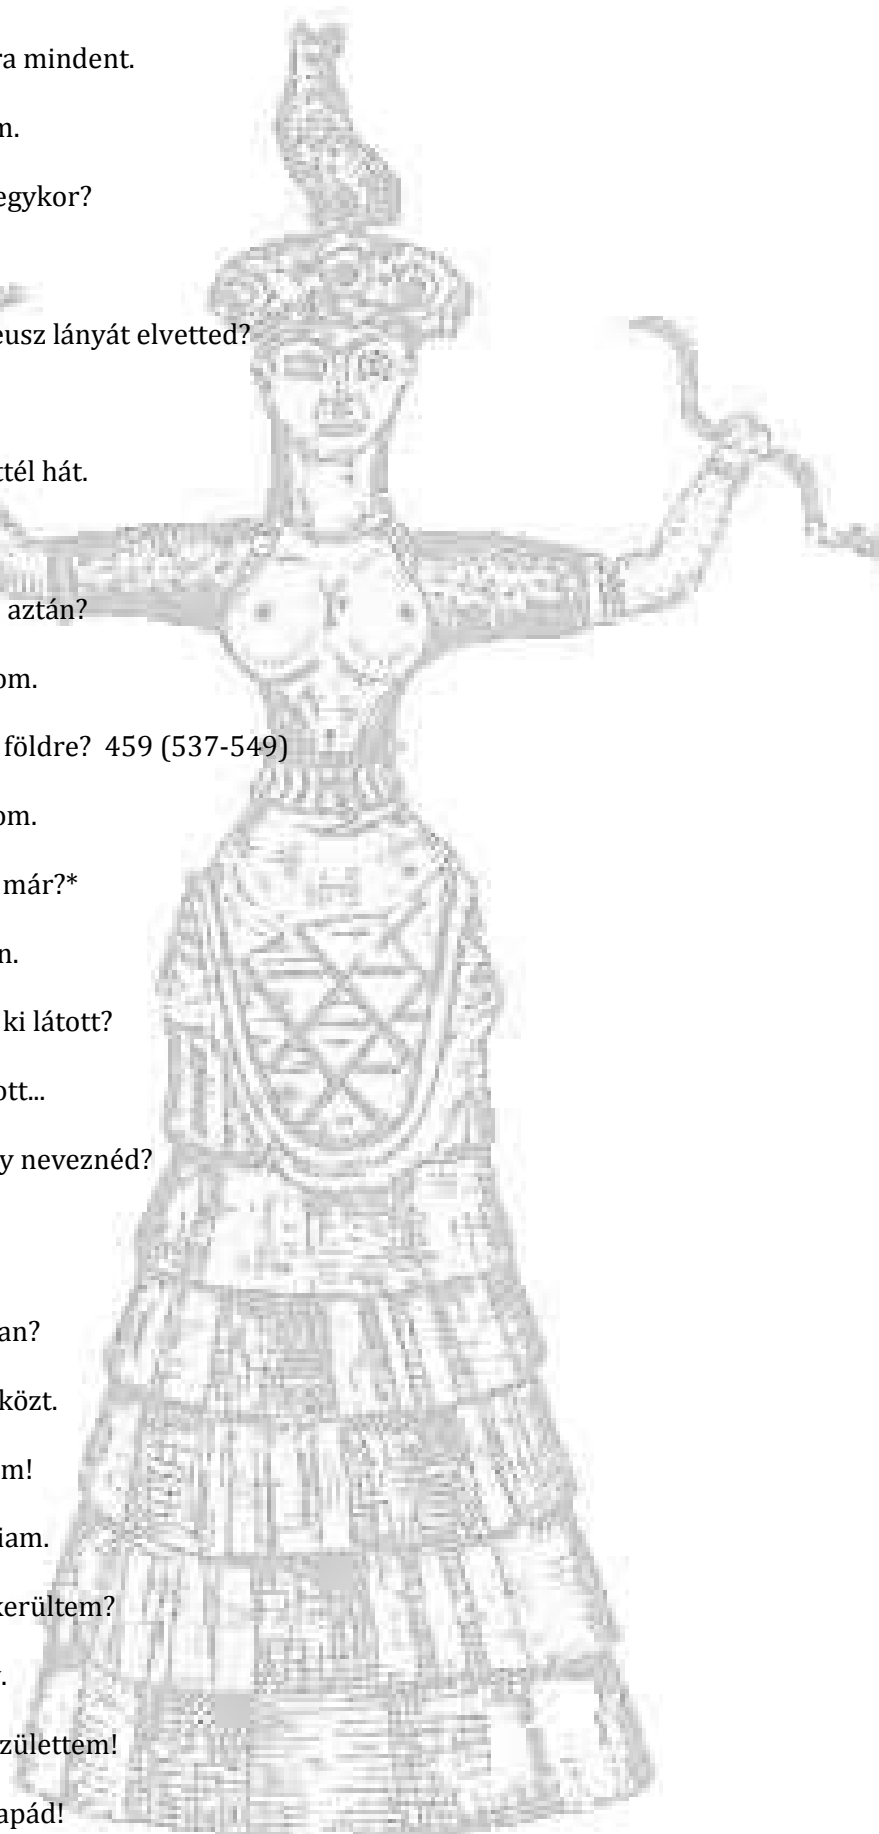 ra mindent.
m.
egykor?
eusz lányát elvetted?
ttél hát.
aztán?
om.
földre? 459 (537-549)
om.
már?*
n.
ki látott?
ott...
y neveznéd?
an?
közt.
m!
iam.
kerültem?
.
zülettem!
apád!